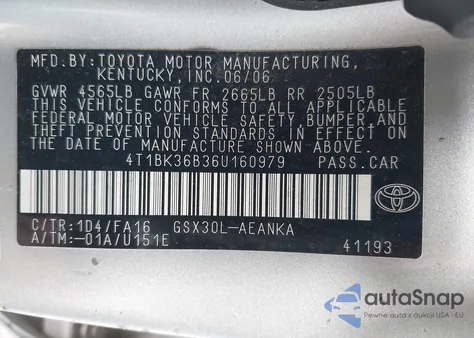 MFD.BY:TOYOTA MOTOR MANUFACTURING,
KENTUCKY, INC.06/06
GVWR 4565LB GAWR FR 2665LB RR 2505LB
THIS VEHICLE CONFORMS TO ALL APPLICABLE
FEDERAL MOTOR VEHICLE SAFETY, BUMPER, AND
THEFT PREVENTION STANDARDS IN EFFECT ON
THE DATE OF MANUFACTURE SHOWN ABOVE.
4T1BK36B36U160979 PASS.CAR
C/TR:1D4/FA16 GSX30L-AEANKA
A/TM:-01A/U151E 41193
autoSnap
Pewne auta z aukcji USA - EU